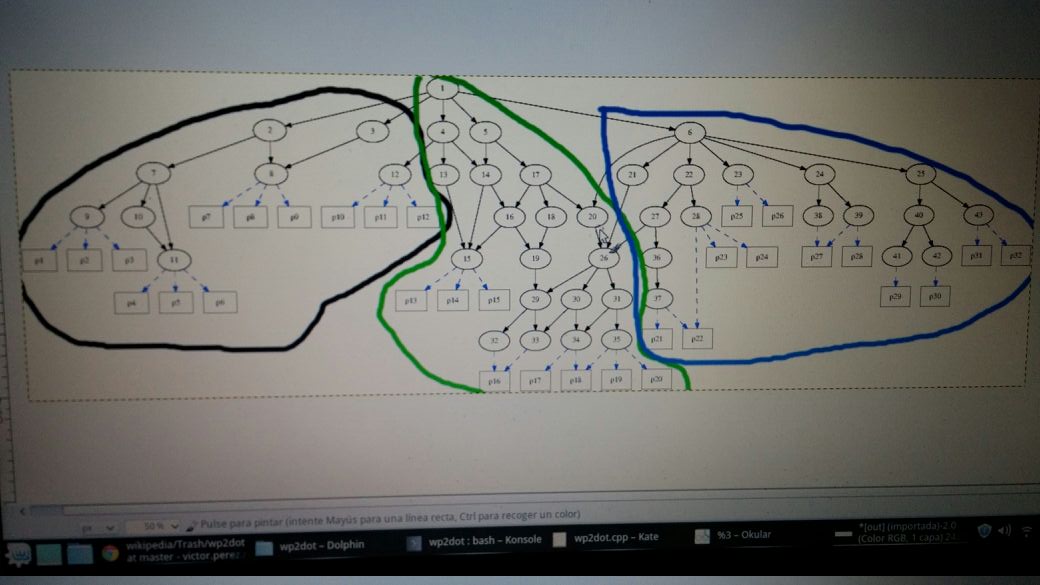 1
2 3 4 5 6
7 8 12 13 14 17 21 22 23 24 25
9 10 p7 p8 p9 p10 p11 p12 16 18 20 27 28 p25 p26 38 39 40 43
p1 p2 p3 11 15 19 26 36 p23 p24 p27 p28 41 42 p31 p32
p4 p5 p6 p13 p14 p15 29 30 31 37 p29 p30
32 33 34 35 p21 p22
p16 p17 p18 p19 p20
px 50 % Pulse para pintar (intente Mayús para una línea recta, Ctrl para recoger un color)
wikipedia/Trash/wp2dot
at master - victor.perez
wp2dot – Dolphin
wp2dot : bash – Konsole
wp2dot.cpp – Kate
%3 – Okular
*[out] (importada)-2.0
(Color RGB, 1 capa) 24